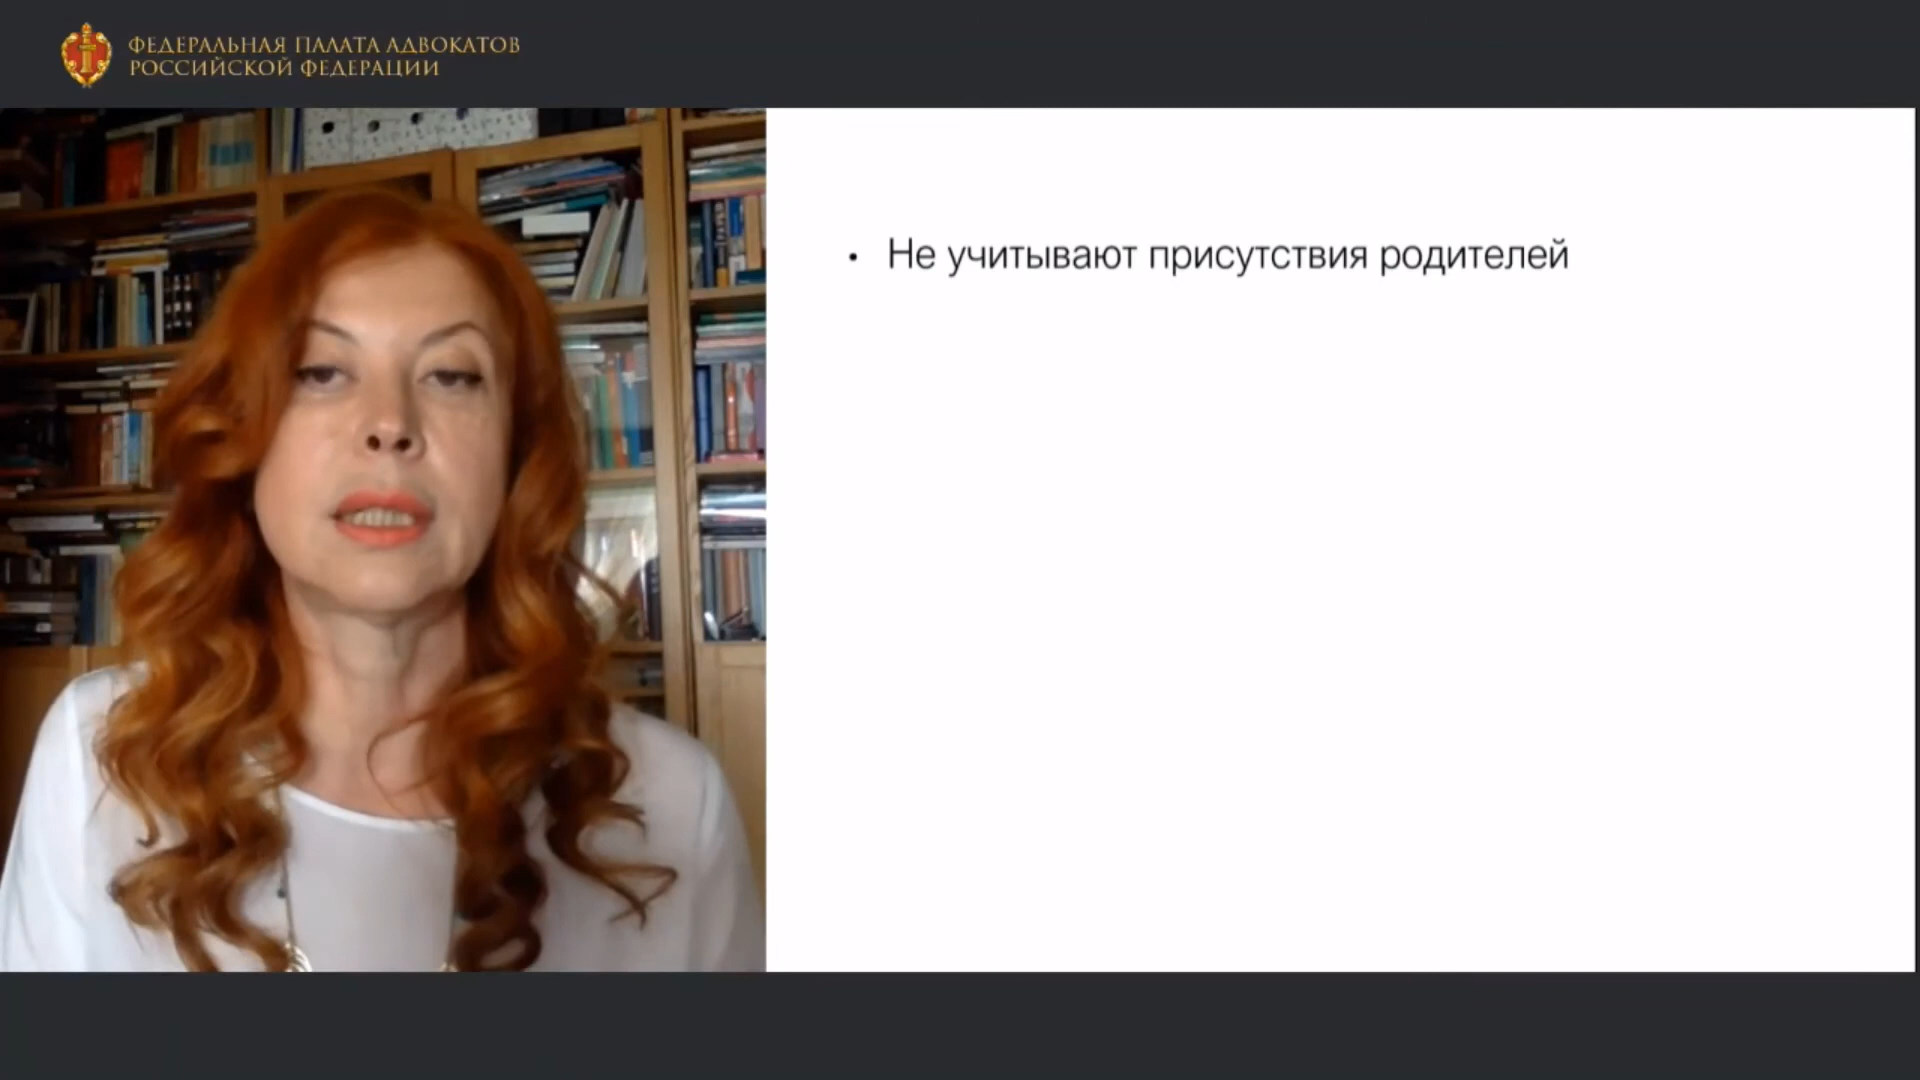 ФЕДЕРАЛЬНАЯ ПАЛАТА АДВОКАТОВ
РОССИЙСКОЙ ФЕДЕРАЦИИ
• Не учитывают присутствия родителей